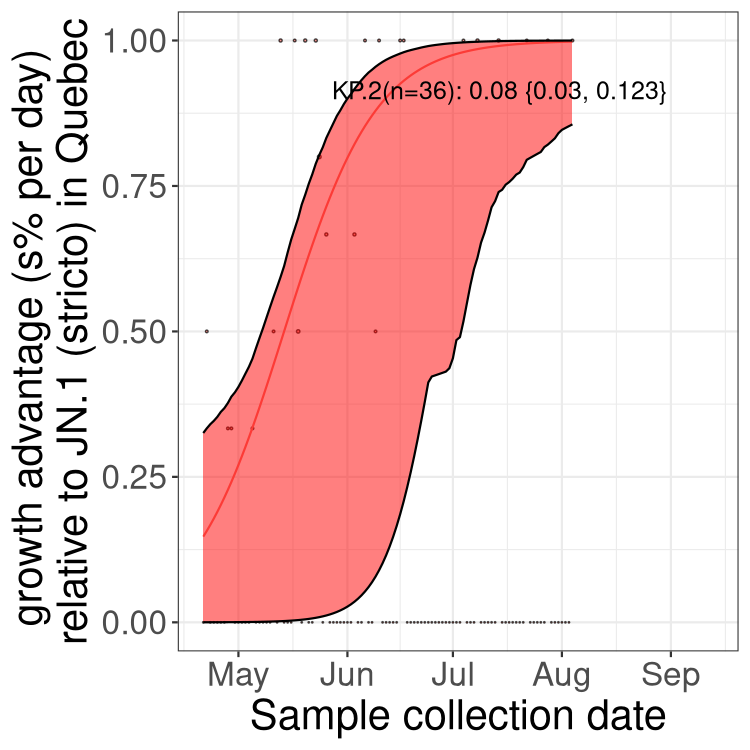 growth advantage (s% per day)
relative to JN.1 (stricto) in Quebec
1.00
0.75
0.50
0.25
0.00
KP.2(n=36): 0.08 {0.03, 0.123}
May Jun Jul Aug Sep
Sample collection date